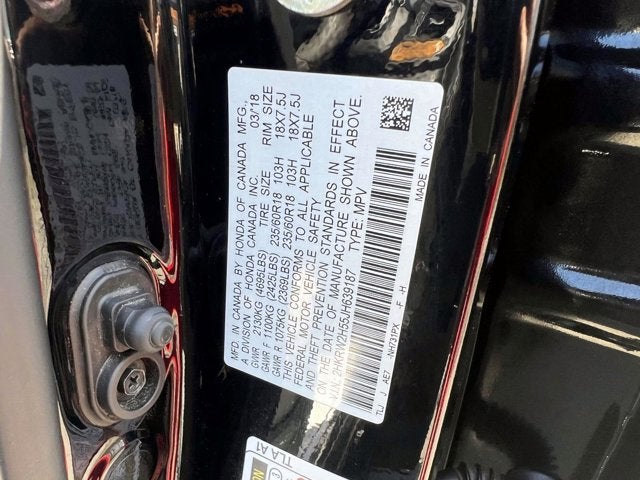 MFD. IN CANADA BY HONDA OF CANADA MFG., 03/18
A DIVISION OF HONDA CANADA INC.
GVWR 2130KG (4695LBS) TIRE SIZE RIM SIZE
GAWR F 1100KG (2425LBS) 235/60R18 103H 18X7.5J
GAWR R 1075KG (2369LBS) 235/60R18 103H 18X7.5J
THIS VEHICLE CONFORMS TO ALL APPLICABLE
FEDERAL MOTOR VEHICLE SAFETY
AND THEFT PREVENTION STANDARDS IN EFFECT
ON THE DATE OF MANUFACTURE SHOWN ABOVE.
2HKRW2H55JH639187 TYPE: MPV
TLJ J AE7 NH731PX F H
MADE IN CANADA
TLAA1